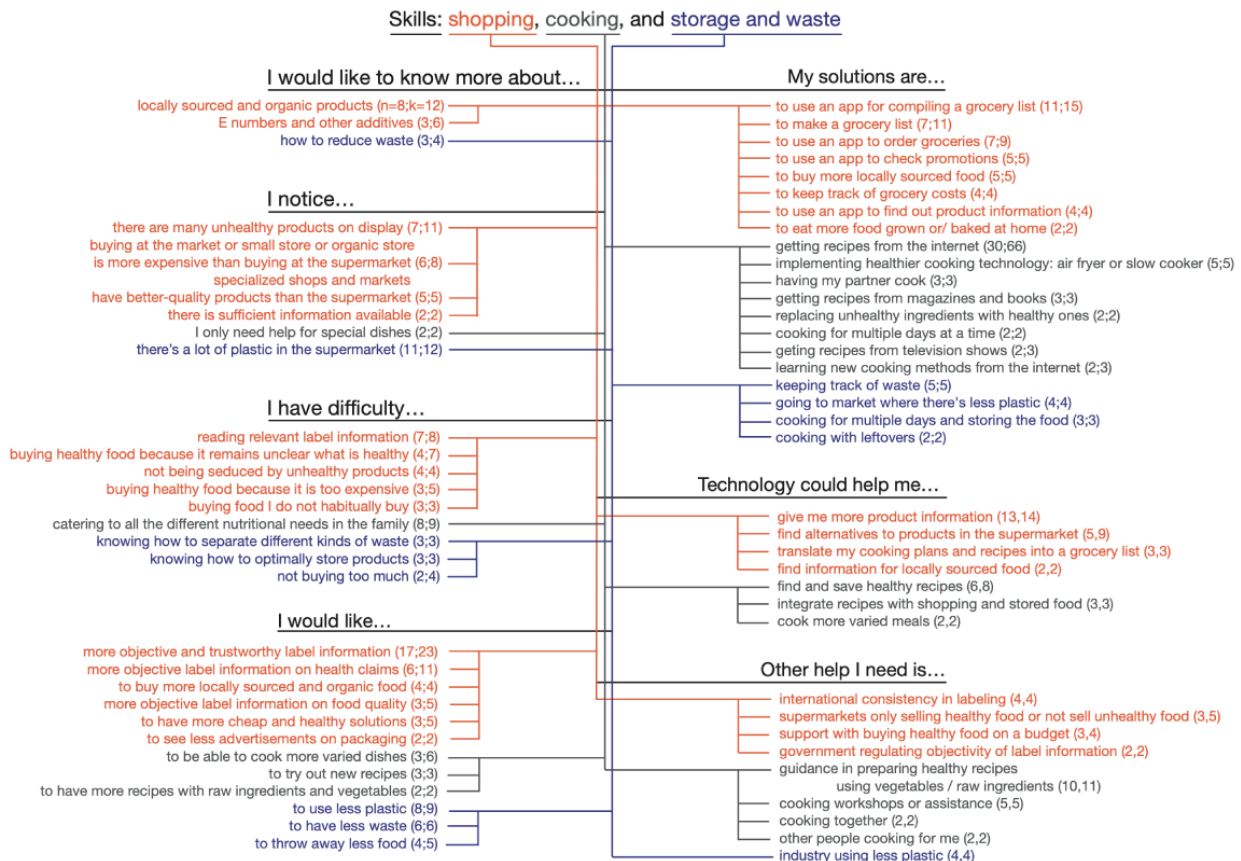 Skills: shopping, cooking, and storage and waste
I would like to know more about...
locally sourced and organic products (n=8;k=12)
E numbers and other additives (3;6)
how to reduce waste (3;4)
I notice...
there are many unhealthy products on display (7;11)
buying at the market or small store or organic store
is more expensive than buying at the supermarket (6;8)
specialized shops and markets
have better-quality products than the supermarket (5;5)
there is sufficient information available (2;2)
I only need help for special dishes (2;2)
there's a lot of plastic in the supermarket (11;12)
I have difficulty...
reading relevant label information (7;8)
buying healthy food because it remains unclear what is healthy (4;7)
not being seduced by unhealthy products (4;4)
buying healthy food because it is too expensive (3;5)
buying food I do not habitually buy (3;3)
catering to all the different nutritional needs in the family (8;9)
knowing how to separate different kinds of waste (3;3)
knowing how to optimally store products (3;3)
not buying too much (2;4)
I would like...
more objective and trustworthy label information (17;23)
more objective label information on health claims (6;11)
to buy more locally sourced and organic food (4;4)
more objective label information on food quality (3;5)
to have more cheap and healthy solutions (3;5)
to see less advertisements on packaging (2;2)
to be able to cook more varied dishes (3;6)
to try out new recipes (3;3)
to have more recipes with raw ingredients and vegetables (2;2)
to use less plastic (8;9)
to have less waste (6;6)
to throw away less food (4;5)
My solutions are...
to use an app for compiling a grocery list (11;15)
to make a grocery list (7;11)
to use an app to order groceries (7;9)
to use an app to check promotions (5;5)
to buy more locally sourced food (5;5)
to keep track of grocery costs (4;4)
to use an app to find out product information (4;4)
to eat more food grown or/ baked at home (2;2)
getting recipes from the internet (30;66)
implementing healthier cooking technology: air fryer or slow cooker (5;5)
having my partner cook (3;3)
getting recipes from magazines and books (3;3)
replacing unhealthy ingredients with healthy ones (2;2)
cooking for multiple days at a time (2;2)
geting recipes from television shows (2;3)
learning new cooking methods from the internet (2;3)
keeping track of waste (5;5)
going to market where there's less plastic (4;4)
cooking for multiple days and storing the food (3;3)
cooking with leftovers (2;2)
Technology could help me...
give me more product information (13,14)
find alternatives to products in the supermarket (5,9)
translate my cooking plans and recipes into a grocery list (3,3)
find information for locally sourced food (2,2)
find and save healthy recipes (6,8)
integrate recipes with shopping and stored food (3,3)
cook more varied meals (2,2)
Other help I need is...
international consistency in labeling (4,4)
supermarkets only selling healthy food or not sell unhealthy food (3,5)
support with buying healthy food on a budget (3,4)
government regulating objectivity of label information (2,2)
guidance in preparing healthy recipes
using vegetables / raw ingredients (10,11)
cooking workshops or assistance (5,5)
cooking together (2,2)
other people cooking for me (2,2)
industry using less plastic (4,4)